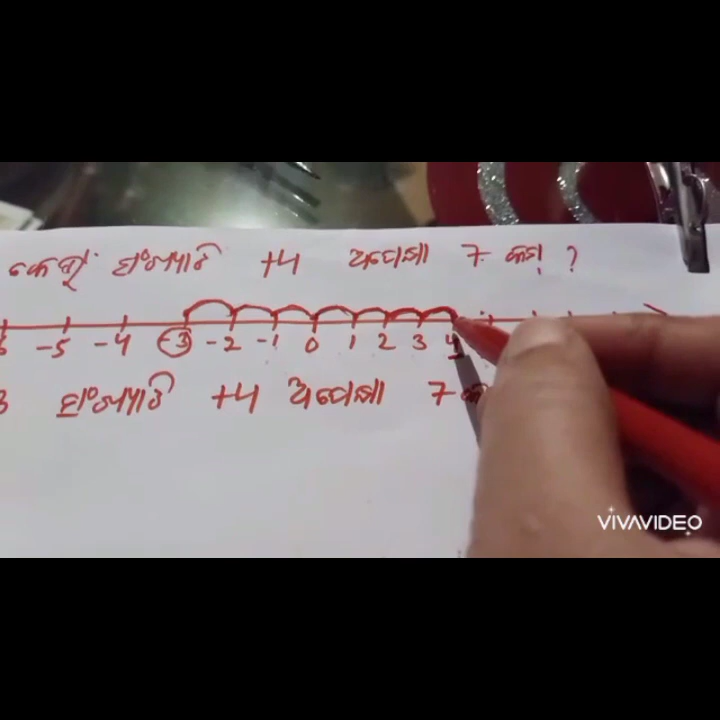 କେଉଁ ସଂଖ୍ୟାଟି +4 ଅପେକ୍ଷା 7 କମ୍ ?
-5 -4 -3 -2 -1 0 1 2 3 4
3 ସଂଖ୍ୟାଟି +4 ଅପେକ୍ଷା 7
VIVAVIDEO